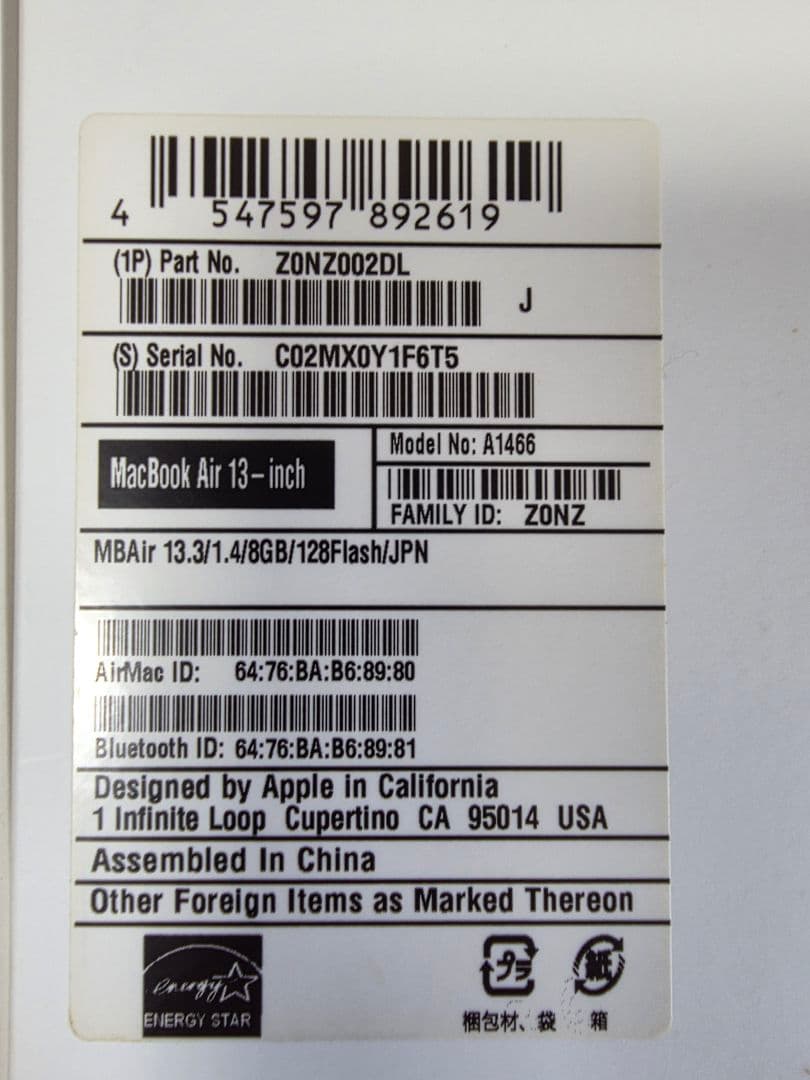 4 547597 892619
(1P) Part No. Z0NZ002DL
J
(S) Serial No. C02MX0Y1F6T5
MacBook Air 13-inch
Model No: A1466
FAMILY ID: Z0NZ
MBAir 13.3/1.4/8GB/128Flash/JPN
AirMac ID: 64:76:BA:B6:89:80
Bluetooth ID: 64:76:BA:B6:89:81
Designed by Apple in California
1 Infinite Loop Cupertino CA 95014 USA
Assembled In China
Other Foreign Items as Marked Thereon
energy
ENERGY STAR
プラ
紙
梱包材、袋
箱